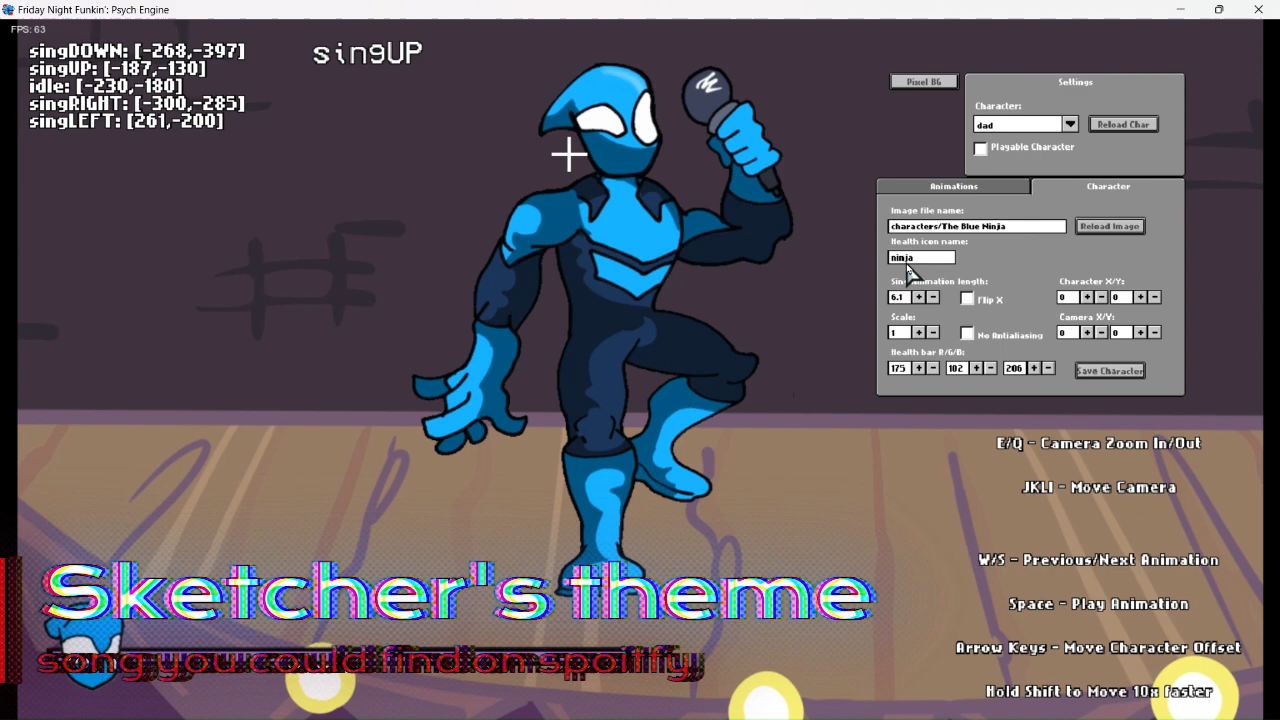 Friday Night Funkin': Psych Engine
FPS: 63
singDOWN: [-268,-397]
singUP: [-187,-130]
idle: [-230,-180]
singRIGHT: [-300,-285]
singLEFT: [261,-200]
singUP
Pixel BG
Settings
Character:
dad
Reload Char
Playable Character
Animations
Character
Image file name:
characters/The Blue Ninja
Reload Image
Health icon name:
ninja
animation length:
Character X/Y:
6.1 + -
Flip X
0 + - 0 + -
Scale:
Camera X/Y:
1 + -
No Antialiasing
0 + - 0 + -
Health bar R/G/B:
175 + - 102 + - 206 + -
Save Character
E/Q - Camera Zoom In/Out
JKLI - Move Camera
W/S - Previous/Next Animation
Space - Play Animation
Arrow Keys - Move Character Offset
Hold Shift to Move 10x faster
Sketcher's theme
song you could find on spoitify